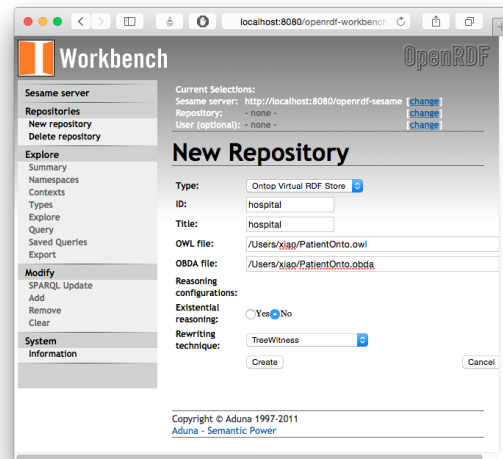 localhost:8080/openrdf-workbench
Workbench
OpenRDF
Sesame server
Repositories
New repository
Delete repository
Explore
Summary
Namespaces
Contexts
Types
Explore
Query
Saved Queries
Export
Modify
SPARQL Update
Add
Remove
Clear
System
Information
Current Selections:
Sesame server: http://localhost:8080/openrdf-sesame [change]
Repository: - none - [change]
User (optional): - none - [change]
New Repository
Type: Ontop Virtual RDF Store
ID: hospital
Title: hospital
OWL file: /Users/xiao/PatientOnto.owl
OBDA file: /Users/xiao/PatientOnto.obda
Reasoning
configurations:
Existential
reasoning: Yes No
Rewriting
technique: TreeWitness
Create Cancel
Copyright © Aduna 1997-2011
Aduna - Semantic Power